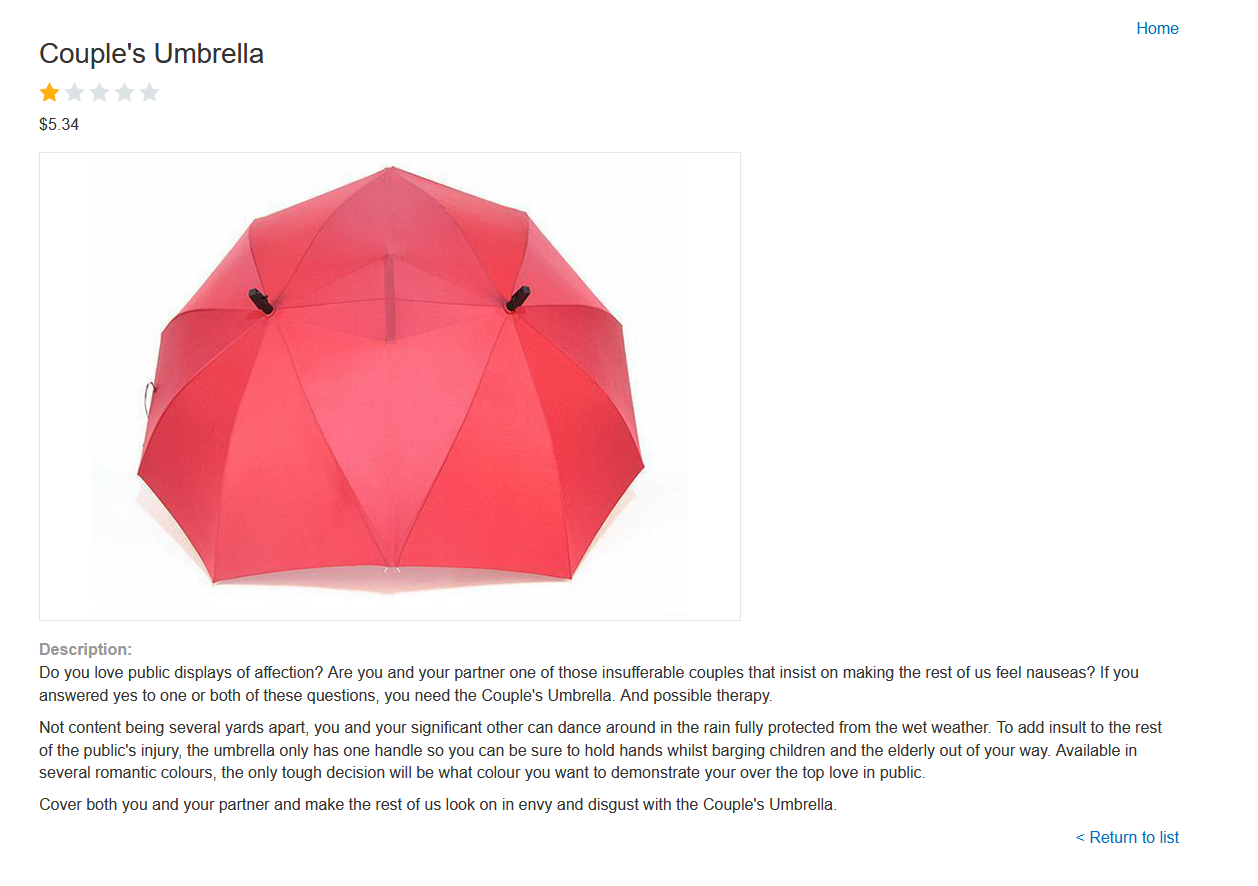 Home
Couple's Umbrella
$5.34
Description:
Do you love public displays of affection? Are you and your partner one of those insufferable couples that insist on making the rest of us feel nauseas? If you
answered yes to one or both of these questions, you need the Couple's Umbrella. And possible therapy.
Not content being several yards apart, you and your significant other can dance around in the rain fully protected from the wet weather. To add insult to the rest
of the public's injury, the umbrella only has one handle so you can be sure to hold hands whilst barging children and the elderly out of your way. Available in
several romantic colours, the only tough decision will be what colour you want to demonstrate your over the top love in public.
Cover both you and your partner and make the rest of us look on in envy and disgust with the Couple's Umbrella.
< Return to list